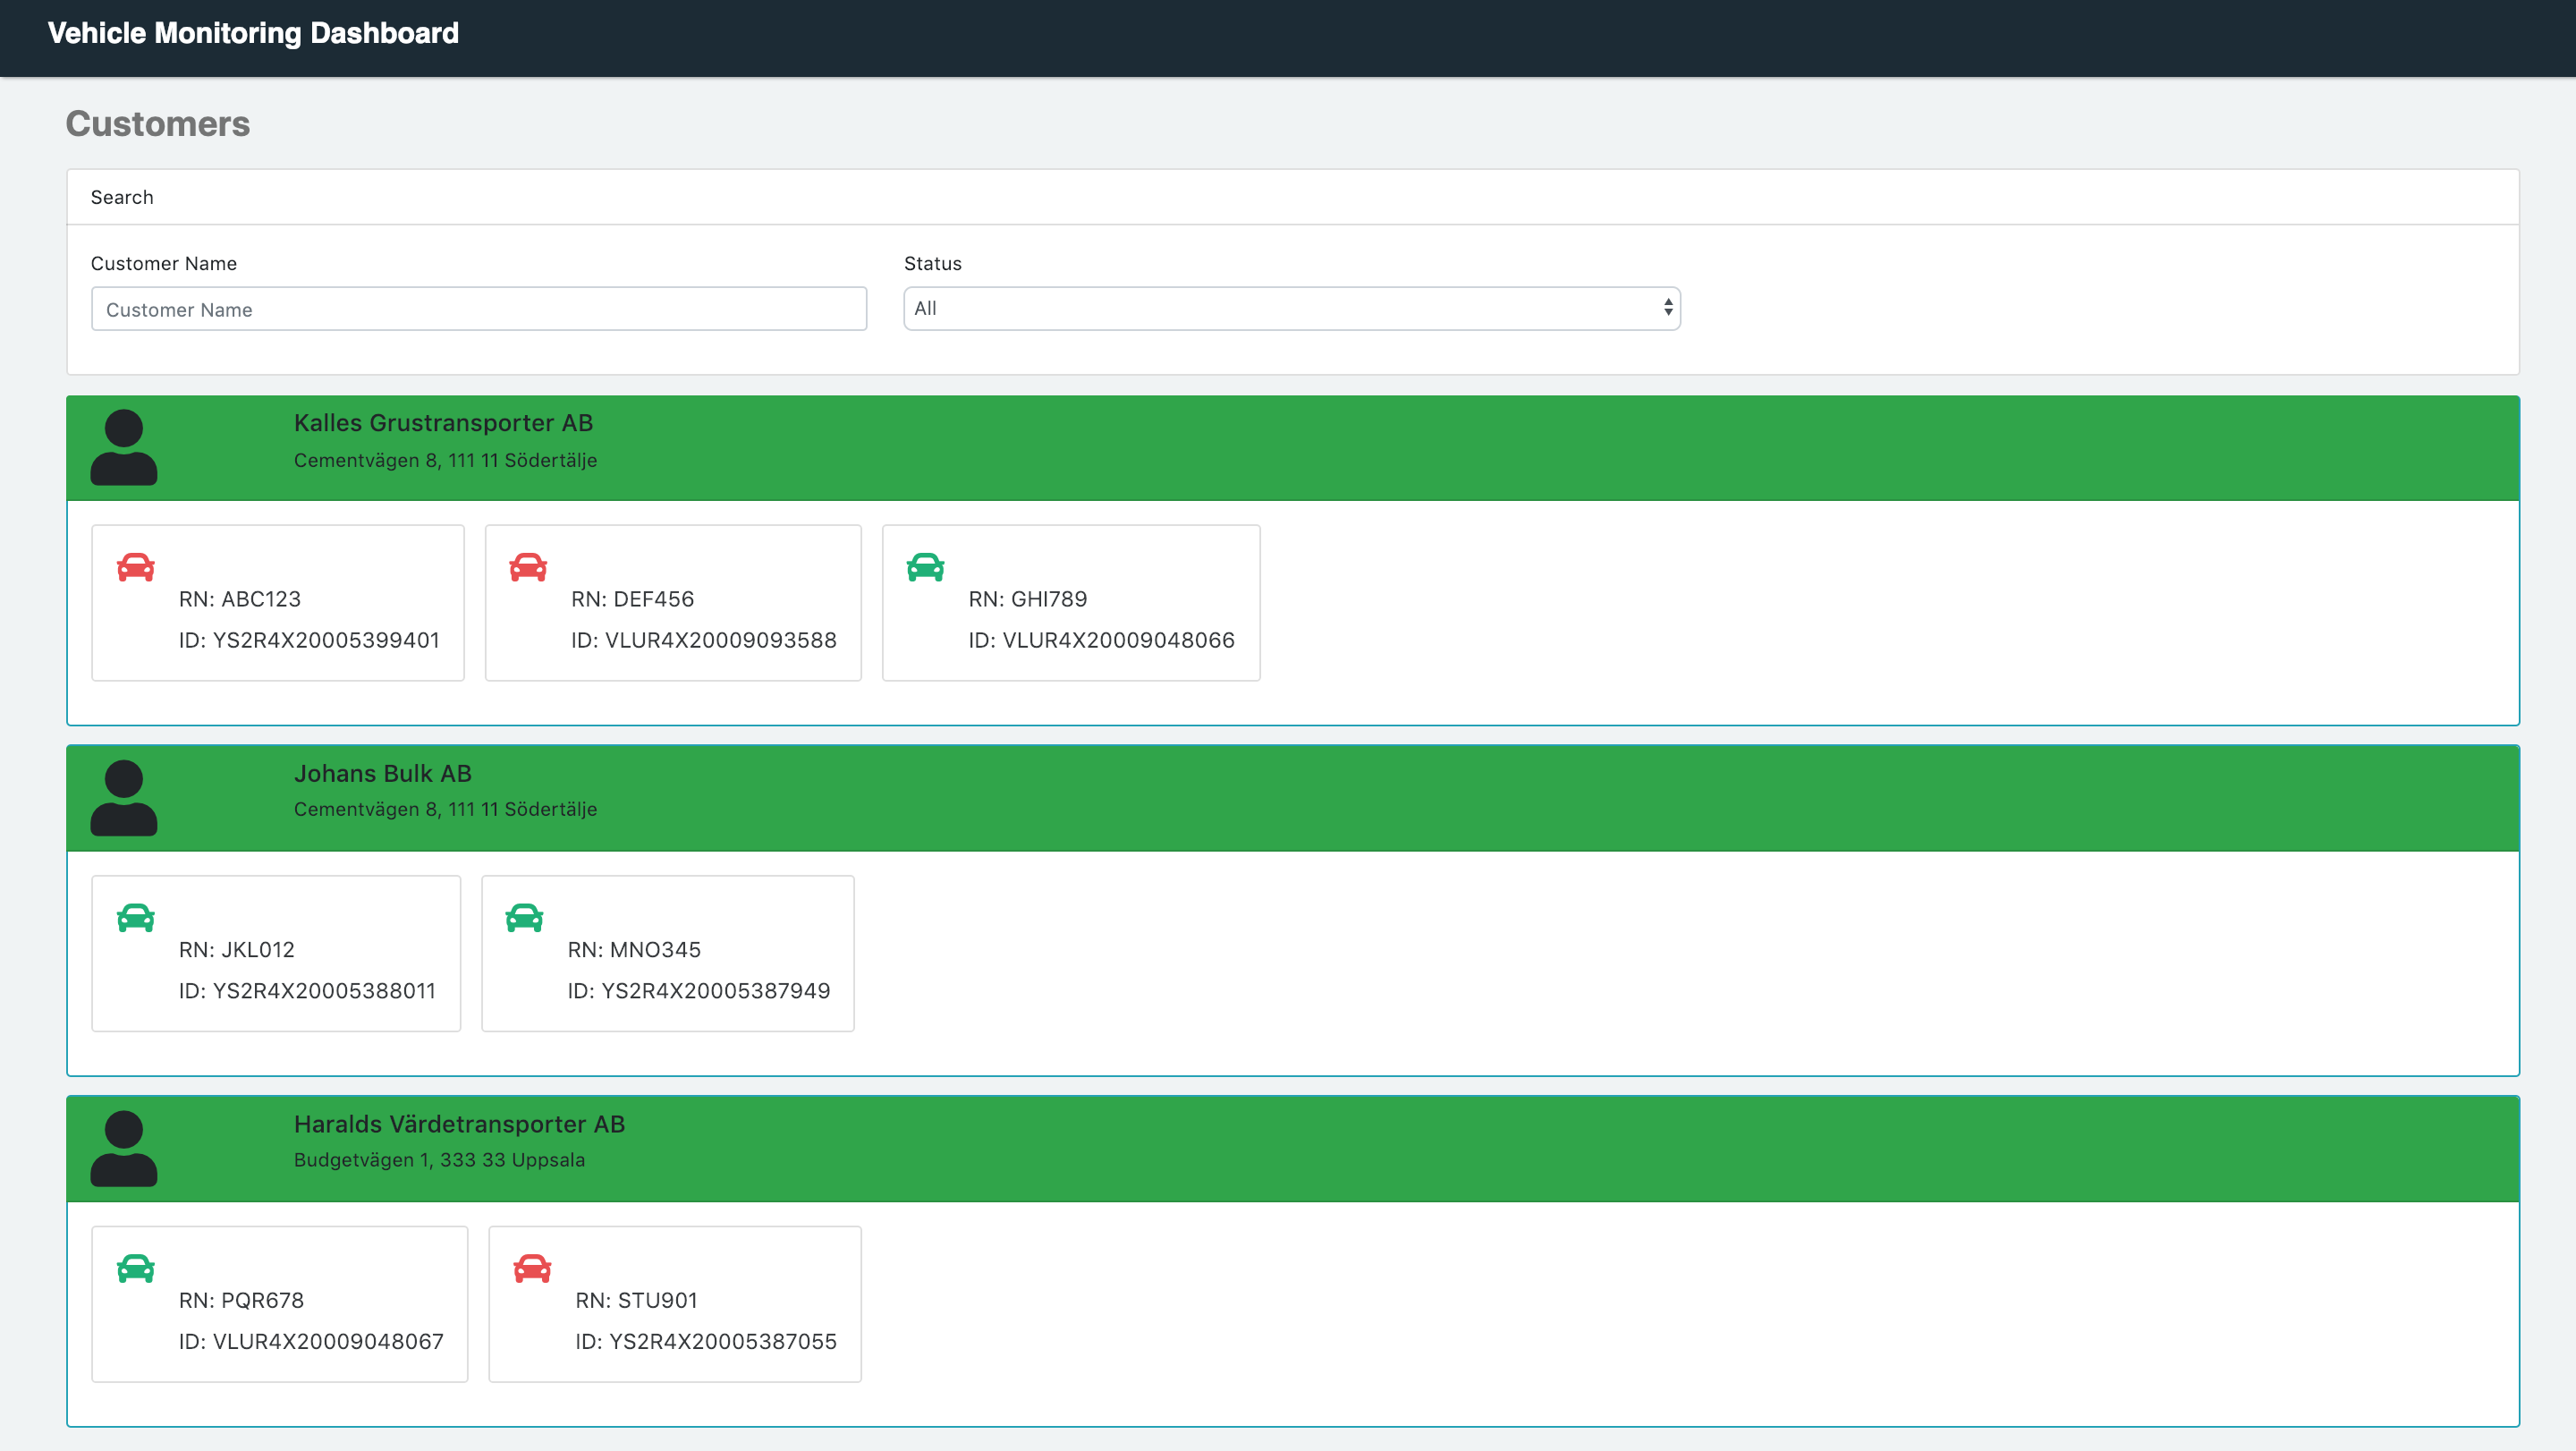 Vehicle Monitoring Dashboard
Customers
Search
Customer Name
Status
Customer Name
All
Kalles Grustransporter AB
Cementvägen 8, 111 11 Södertälje
RN: ABC123
ID: YS2R4X20005399401
RN: DEF456
ID: VLUR4X20009093588
RN: GHI789
ID: VLUR4X20009048066
Johans Bulk AB
Cementvägen 8, 111 11 Södertälje
RN: JKL012
ID: YS2R4X20005388011
RN: MNO345
ID: YS2R4X20005387949
Haralds Värdetransporter AB
Budgetvägen 1, 333 33 Uppsala
RN: PQR678
ID: VLUR4X20009048067
RN: STU901
ID: YS2R4X20005387055